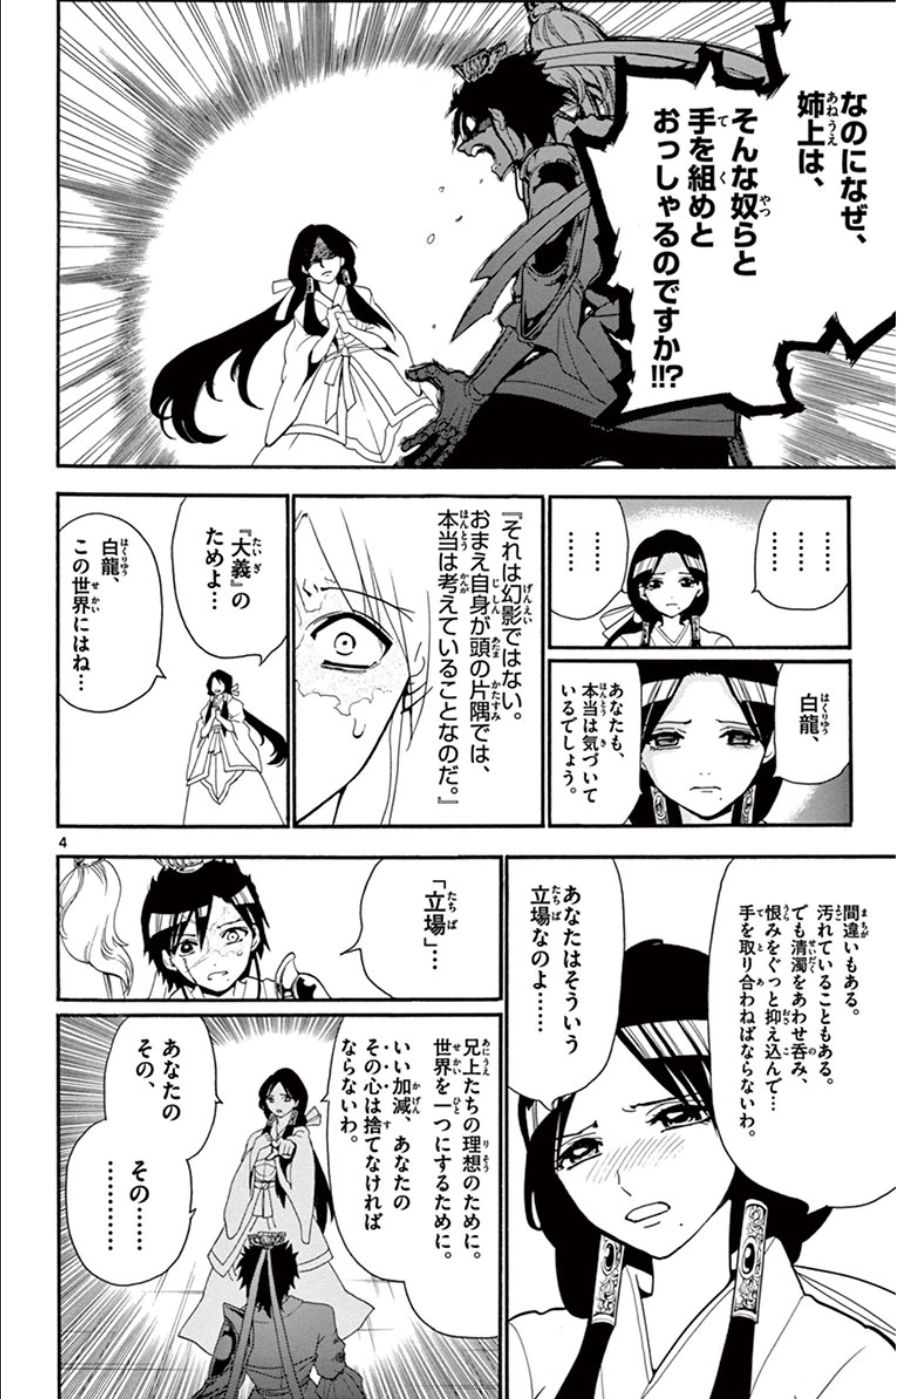 なのになぜ、
姉上は、
そんな奴らと
手を組めと
おっしゃるのですか!!?
………
………
白龍、
あなたも、
本当は気づいて
いるでしょう。
『それは幻影ではない。
おまえ自身が頭の片隅では、
本当は考えていることなのだ。』
『大義』の
ためよ…
白龍、
この世界にはね…
4
間違いもある。
汚れていることもある。
でも清濁をあわせ呑み、
恨みをぐっと抑え込んで…
手を取り合わねばならないわ。
あなたはそういう
立場なのよ……
「立場」…
兄上たちの理想のために。
世界を一つにするために。
いい加減、あなたの
その心は捨てなければ
ならないわ。
あなたの
その、
その……
…………